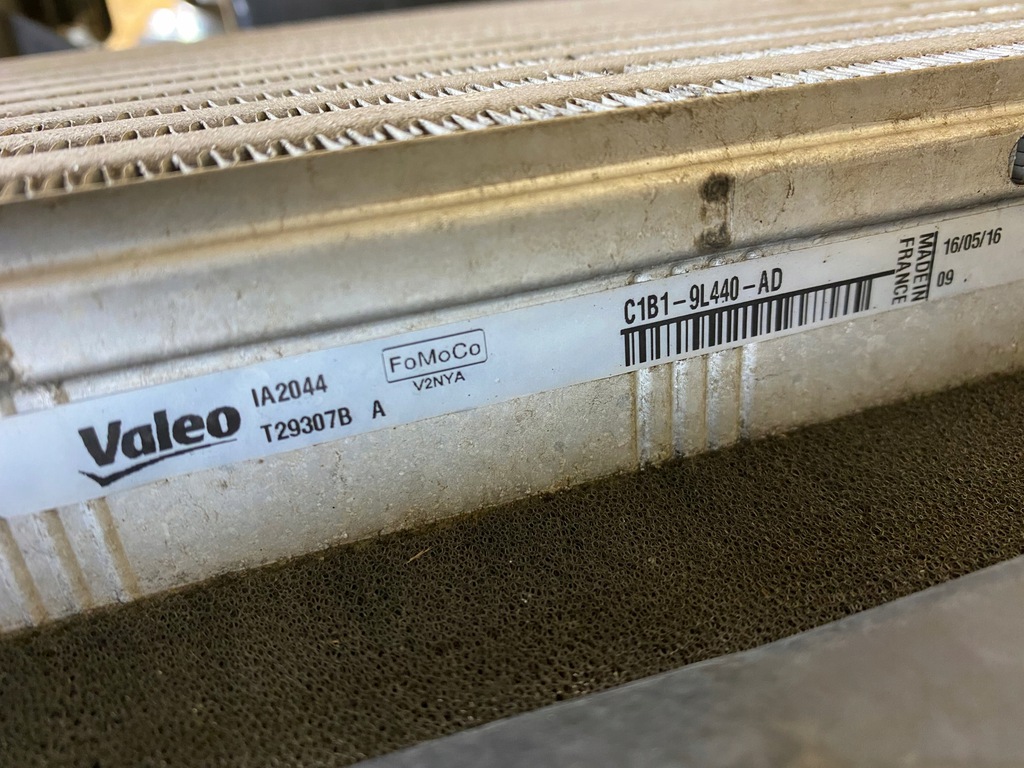 Valeo
IA2044
T29307B A
FoMoCo
V2NYA
C1B1-9L440-AD
MADE IN
FRANCE
16/05/16
09